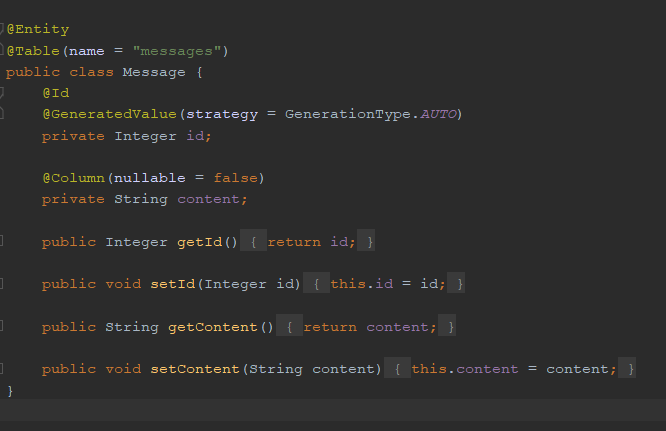 @Entity
@Table(name = "messages")
public class Message {
    @Id
    @GeneratedValue(strategy = GenerationType.AUTO)
    private Integer id;
    @Column(nullable = false)
    private String content;
    public Integer getId() { return id; }
    public void setId(Integer id) { this.id = id; }
    public String getContent() { return content; }
    public void setContent(String content) { this.content = content; }
}